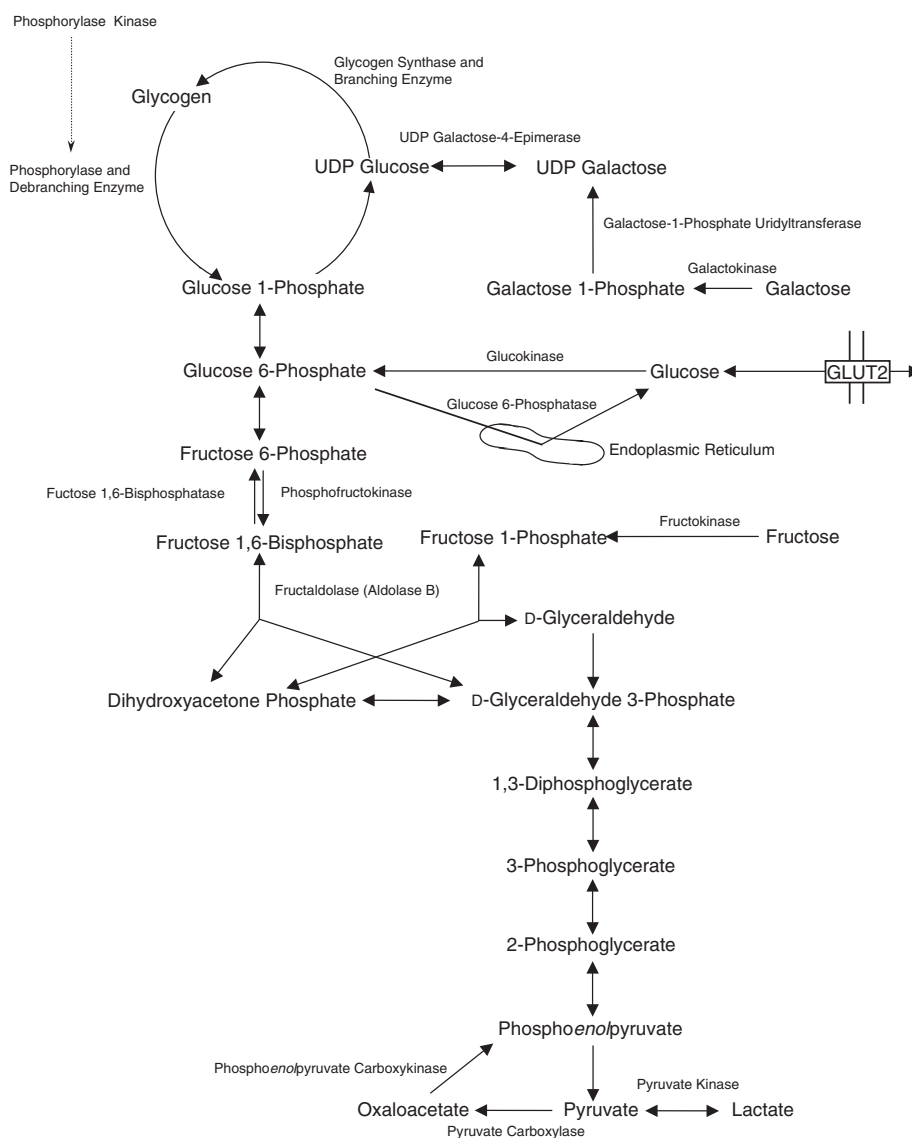 Phosphorylase Kinase
Glycogen Synthase and
Branching Enzyme
Glycogen
UDP Galactose-4-Epimerase
Phosphorylase and
Debranching Enzyme
UDP Glucose
UDP Galactose
Galactose-1-Phosphate Uridyltransferase
Galactokinase
Glucose 1-Phosphate
Galactose 1-Phosphate
Galactose
Glucokinase
Glucose 6-Phosphate
Glucose
GLUT2
Glucose 6-Phosphatase
Endoplasmic Reticulum
Fructose 6-Phosphate
Fuctose 1,6-Bisphosphatase
Phosphofructokinase
Fructokinase
Fructose 1,6-Bisphosphate
Fructose 1-Phosphate
Fructose
Fructaldolase (Aldolase B)
D-Glyceraldehyde
Dihydroxyacetone Phosphate
D-Glyceraldehyde 3-Phosphate
1,3-Diphosphoglycerate
3-Phosphoglycerate
2-Phosphoglycerate
Phosphoenolpyruvate
Phosphoenolpyruvate Carboxykinase
Pyruvate Kinase
Oxaloacetate
Pyruvate
Lactate
Pyruvate Carboxylase